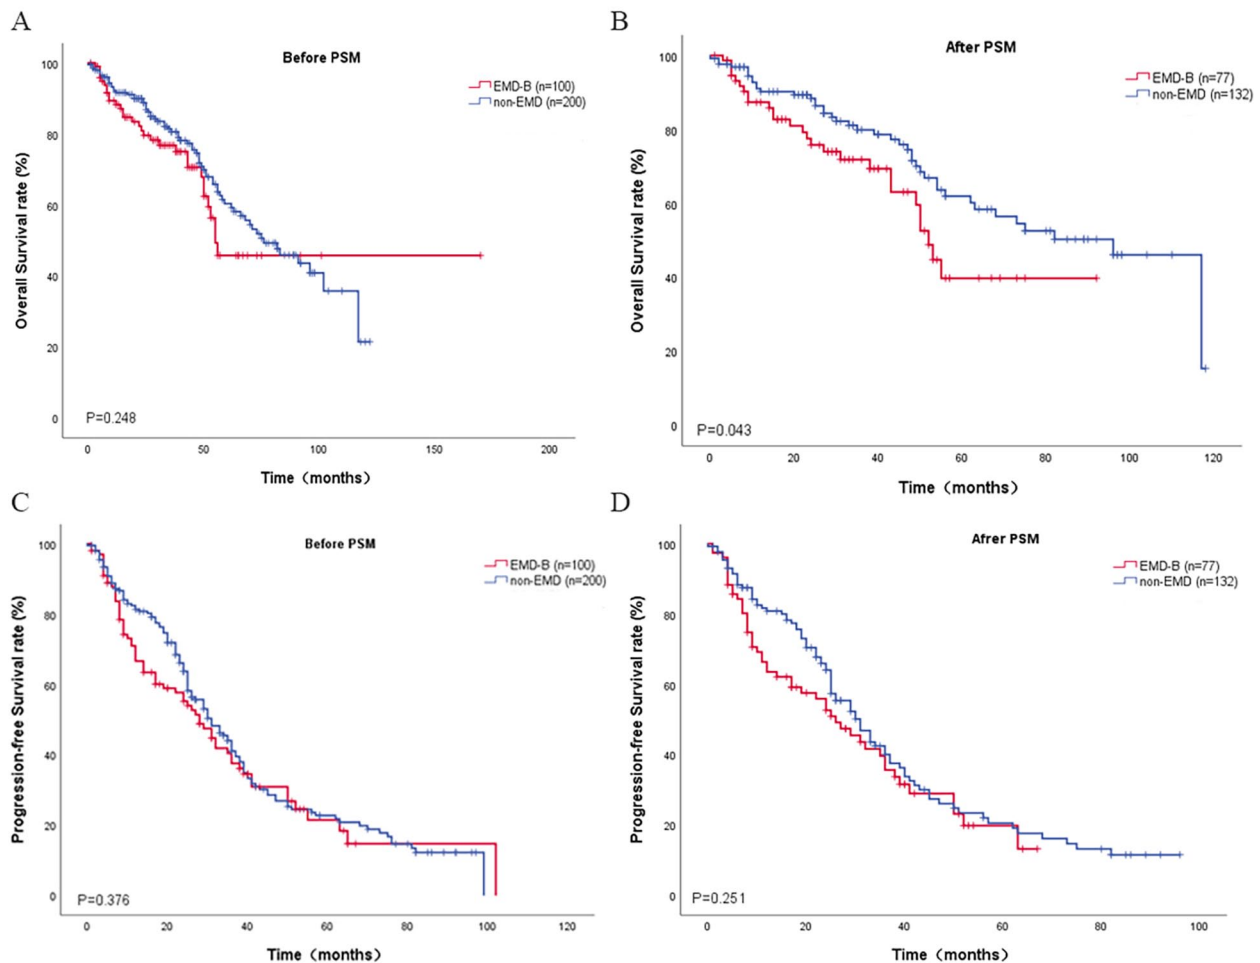 A
Before PSM
EMD-B (n=100)
non-EMD (n=200)
Overall Survival rate (%)
100
80
60
40
20
0
P=0.248
0 50 100 150 200
Time（months）
B
After PSM
EMD-B (n=77)
non-EMD (n=132)
Overall Survival rate (%)
100
80
60
40
20
0
P=0.043
0 20 40 60 80 100 120
Time（months）
C
Before PSM
EMD-B (n=100)
non-EMD (n=200)
Progression-free Survival rate (%)
100
80
60
40
20
0
P=0.376
0 20 40 60 80 100 120
Time（months）
D
Afrer PSM
EMD-B (n=77)
non-EMD (n=132)
Progression-free Survival rate (%)
100
80
60
40
20
0
P=0.251
0 20 40 60 80 100
Time（months）